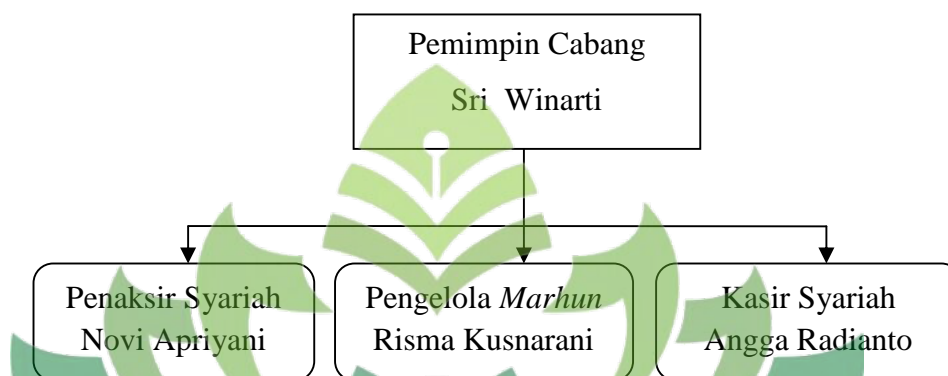 Pemimpin Cabang
Sri Winarti
Penaksir Syariah
Novi Apriyani
Pengelola Marhun
Risma Kusnarani
Kasir Syariah
Angga Radianto